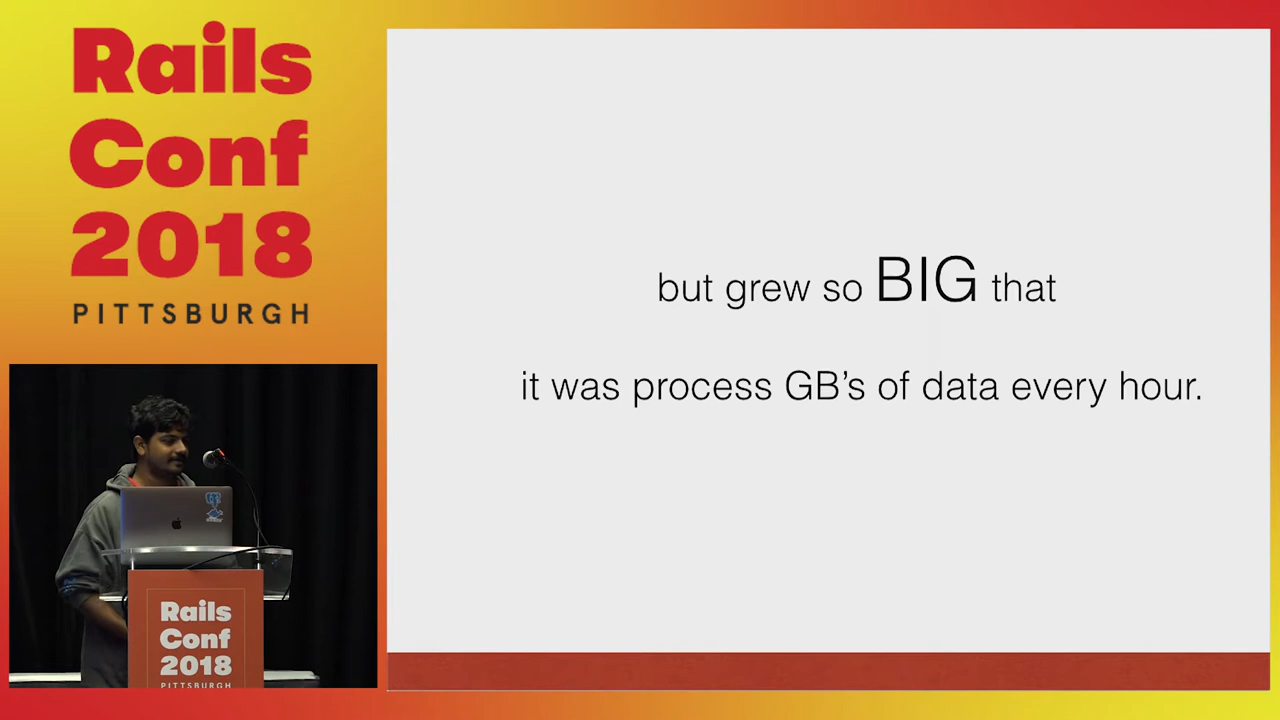 Rails
Conf
2018
PITTSBURGH
but grew so BIG that
it was process GB's of data every hour.
Rails
Conf
2018
PITTSBURGH